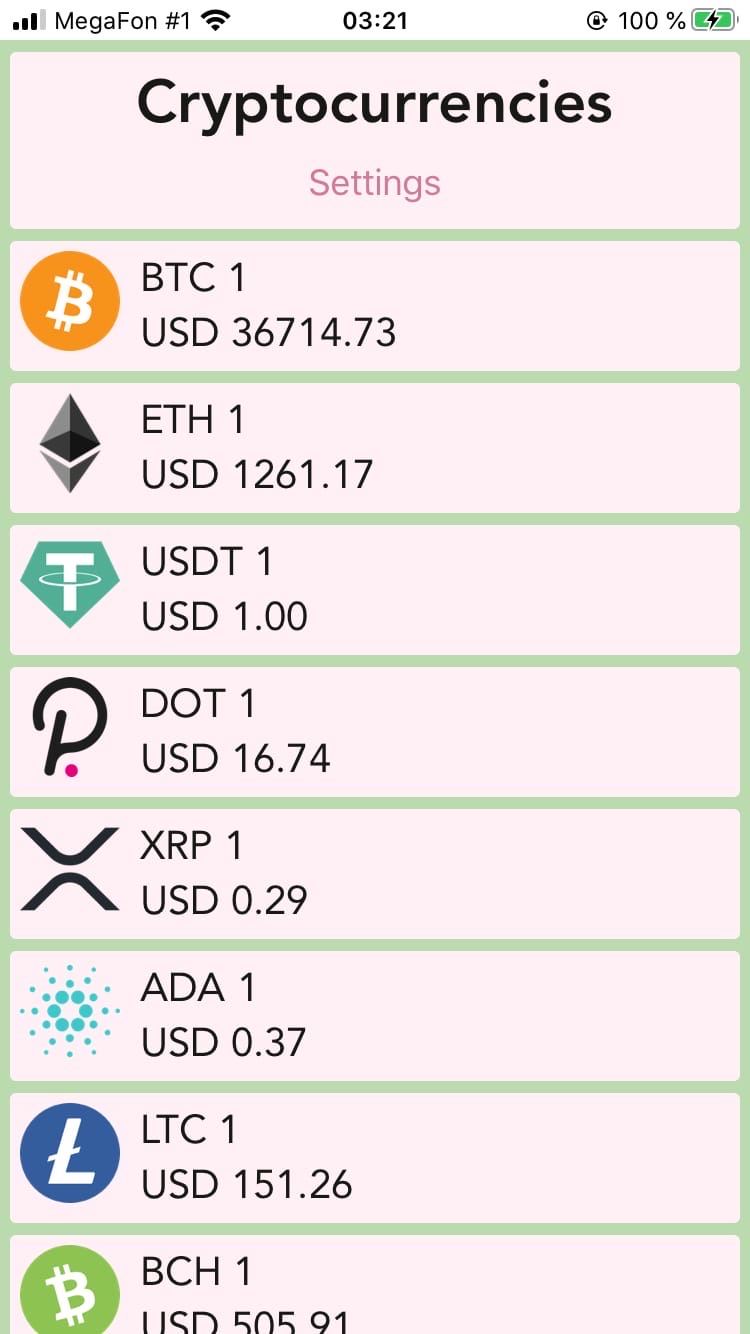 MegaFon #1 03:21 100 %
Cryptocurrencies
Settings
BTC 1
USD 36714.73
ETH 1
USD 1261.17
USDT 1
USD 1.00
DOT 1
USD 16.74
XRP 1
USD 0.29
ADA 1
USD 0.37
LTC 1
USD 151.26
BCH 1
USD 505.91